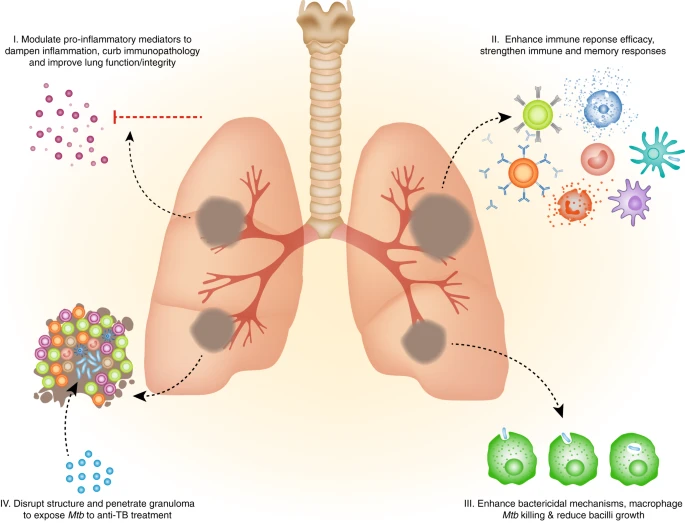 I. Modulate pro-inflammatory mediators to
dampen inflammation, curb immunopathology
and improve lung function/integrity
II. Enhance immune reponse efficacy,
strengthen immune and memory responses
IV. Disrupt structure and penetrate granuloma
to expose Mtb to anti-TB treatment
III. Enhance bactericidal mechanisms, macrophage
Mtb killing & reduce bacilli growth